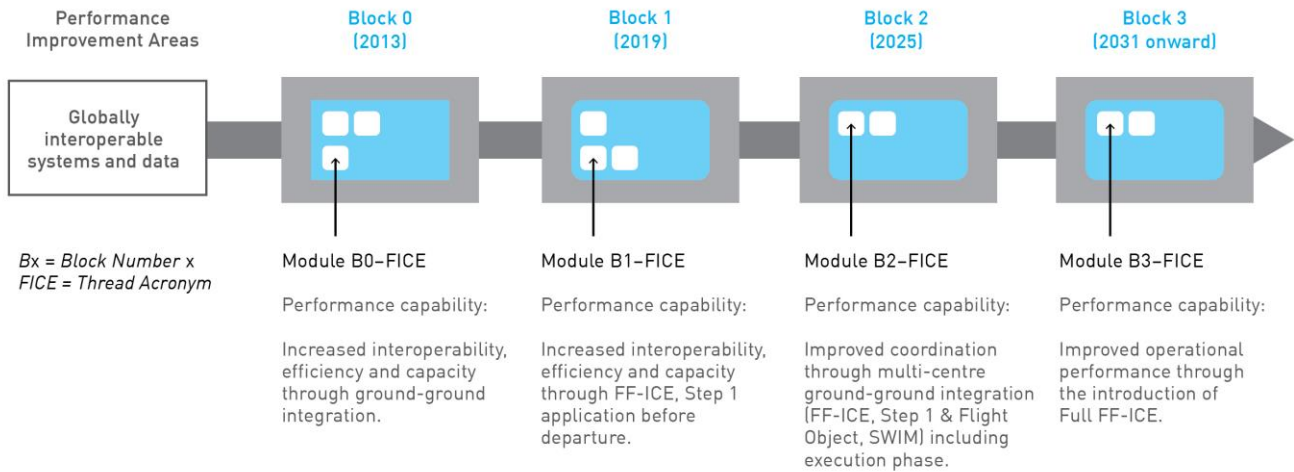 Performance
Improvement Areas
Block 0
(2013)
Block 1
(2019)
Block 2
(2025)
Block 3
(2031 onward)
Globally
interoperable
systems and data
Bx = Block Number x
FICE = Thread Acronym
Module B0–FICE
Performance capability:
Increased interoperability,
efficiency and capacity
through ground-ground
integration.
Module B1–FICE
Performance capability:
Increased interoperability,
efficiency and capacity
through FF-ICE, Step 1
application before
departure.
Module B2–FICE
Performance capability:
Improved coordination
through multi-centre
ground-ground integration
(FF-ICE, Step 1 & Flight
Object, SWIM) including
execution phase.
Module B3–FICE
Performance capability:
Improved operational
performance through
the introduction of
Full FF-ICE.